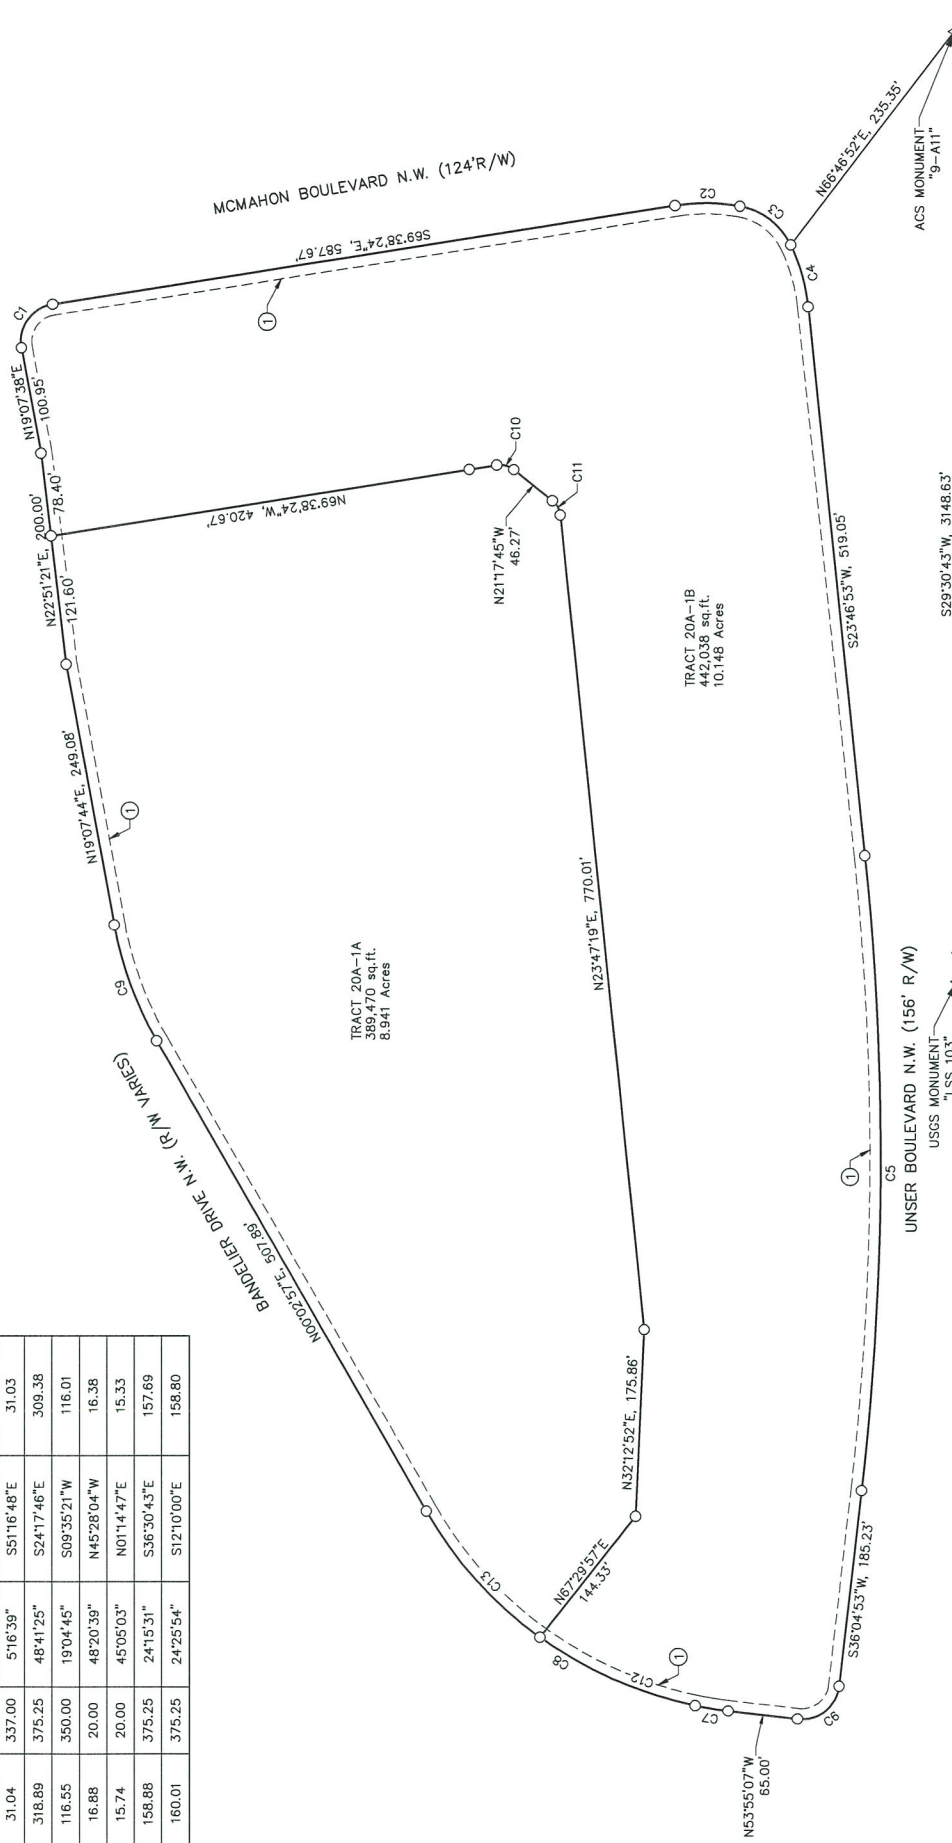 MCMAHON BOULEVARD N.W. (124'R/W)
S69°38'24"E, 587.67'
C1
C2
C3
C4
N66°46'52"E, 235.35'
ACS MONUMENT
"9-A11"
N19°07'38"E
100.95'
N22°51'21"E, 200.00'
78.40'
121.60'
N69°38'24"W, 420.67'
C10
C11
N21°17'45"W
46.27'
1
TRACT 20A-1B
442,038 sq.ft.
10.148 Acres
S23°46'53"W, 519.05'
S29°30'43"W, 3148.63'
N19°07'44"E, 249.08'
1
C9
TRACT 20A-1A
389,470 sq.ft.
8.941 Acres
N23°47'19"E, 770.01'
BANDELIER DRIVE N.W. (R/W VARIES)
N00°02'57"E, 507.89'
UNSER BOULEVARD N.W. (156' R/W)
USGS MONUMENT
"LSS 103"
1
C5
N32°12'52"E, 175.86'
N67°29'57"E
144.33'
C13
C8
C12
1
C7
C6
S36°04'53"W, 185.23'
N53°55'07"W
65.00'
31.04 337.00 5°16'39" S51°16'48"E 31.03
318.89 375.25 48°41'25" S24°17'46"E 309.38
116.55 350.00 19°04'45" S09°35'21"W 116.01
16.88 20.00 48°20'39" N45°28'04"W 16.38
15.74 20.00 45°05'03" N01°14'47"E 15.33
158.88 375.25 24°15'31" S36°30'43"E 157.69
160.01 375.25 24°25'54" S12°10'00"E 158.80